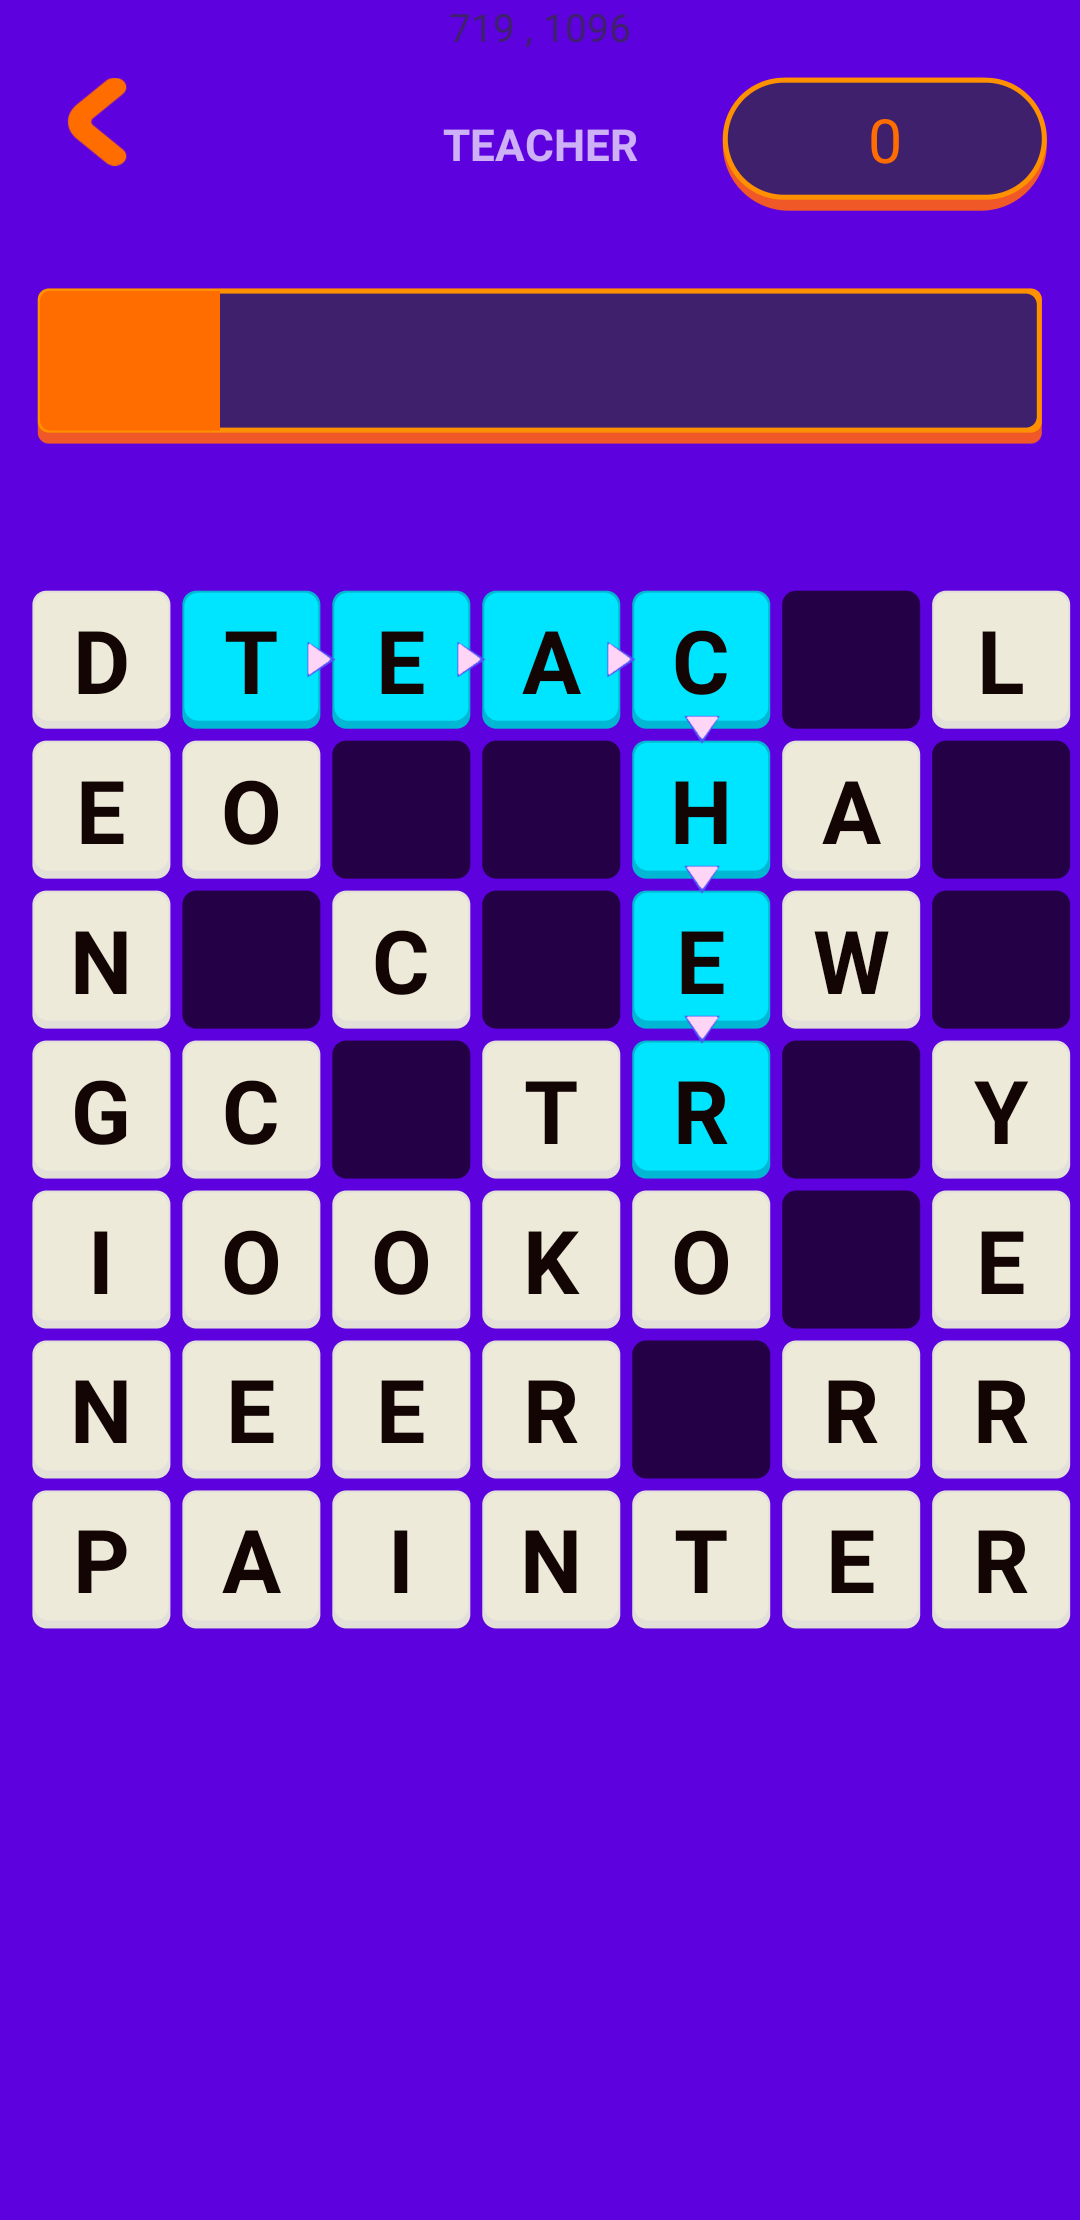 719 , 1096
TEACHER
0
D T E A C L
E O H A
N C E W
G C T R Y
I O O K O E
N E E R R R
P A I N T E R